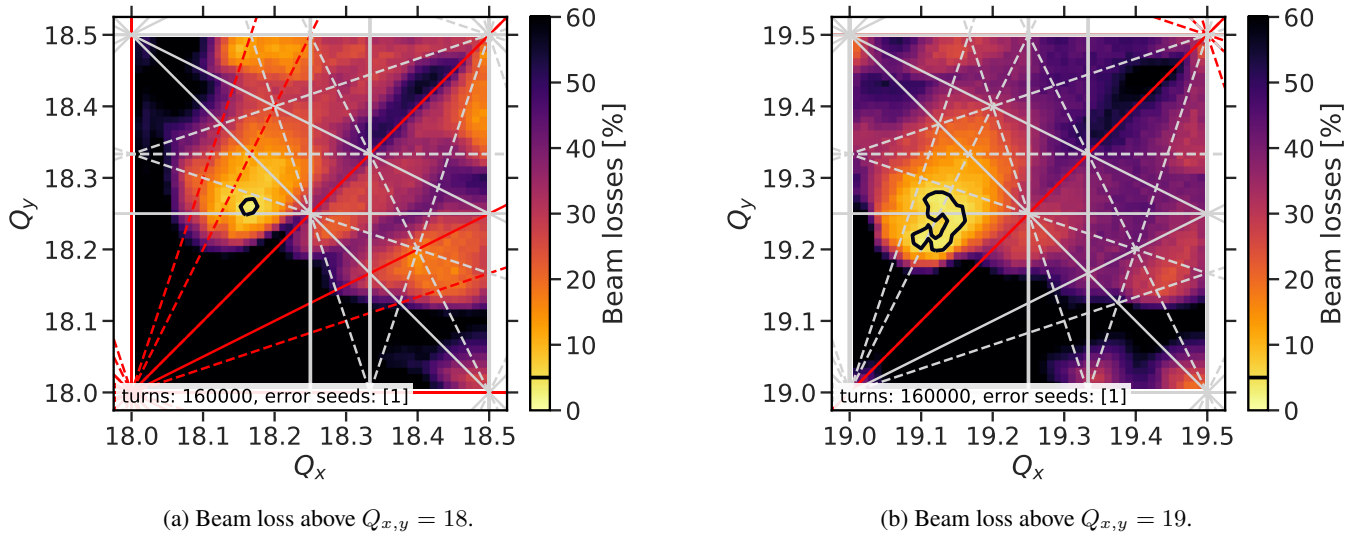 18.5
18.4
18.3
18.2
18.1
18.0
Q_y
turns: 160000, error seeds: [1]
18.0 18.1 18.2 18.3 18.4 18.5
Q_x
60
50
40
30
20
10
0
Beam losses [%]
(a) Beam loss above Q_{x,y} = 18.
19.5
19.4
19.3
19.2
19.1
19.0
Q_y
turns: 160000, error seeds: [1]
19.0 19.1 19.2 19.3 19.4 19.5
Q_x
60
50
40
30
20
10
0
Beam losses [%]
(b) Beam loss above Q_{x,y} = 19.